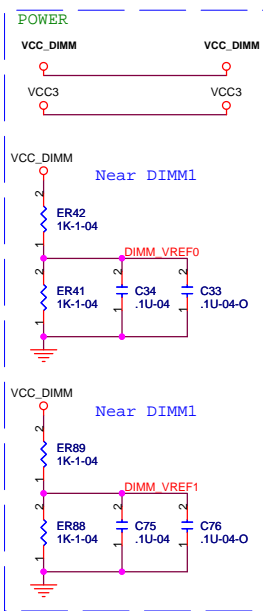 POWER
VCC_DIMM VCC_DIMM
VCC3 VCC3
VCC_DIMM
Near DIMM1
2
ER42
1K-1-04
1
DIMM_VREF0
2 2 2
ER41 C34 C33
1K-1-04 .1U-04 .1U-04-O
1 1 1
VCC_DIMM
Near DIMM1
2
ER89
1K-1-04
1
DIMM_VREF1
2 2 2
ER88 C75 C76
1K-1-04 .1U-04 .1U-04-O
1 1 1